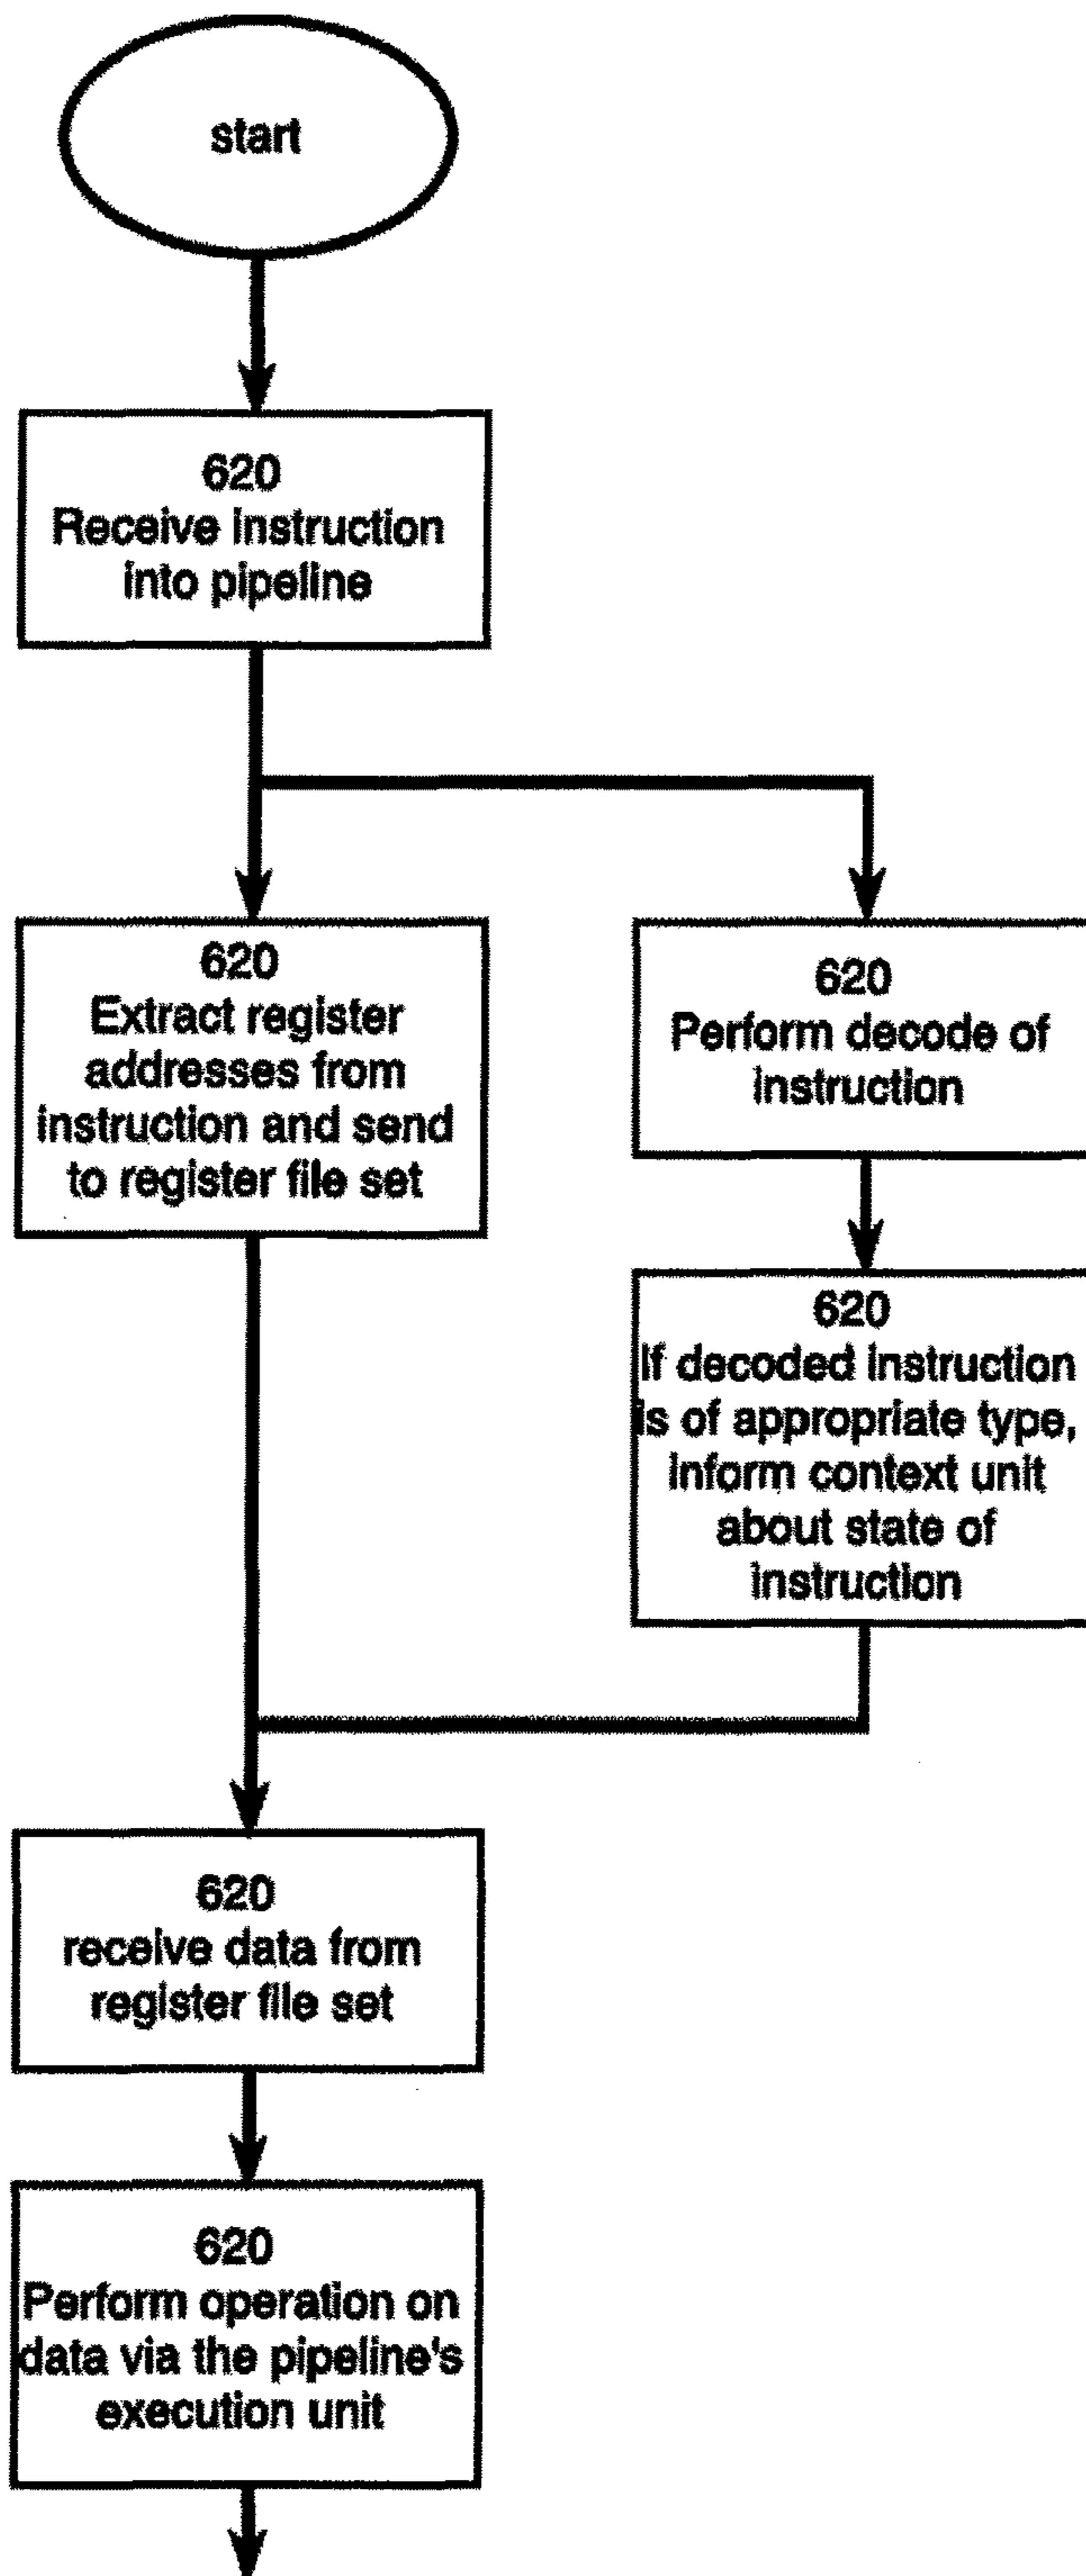 start
620
Receive instruction
into pipeline
620
Extract register
addresses from
instruction and send
to register file set
620
Perform decode of
instruction
620
If decoded instruction
is of appropriate type,
inform context unit
about state of
instruction
620
receive data from
register file set
620
Perform operation on
data via the pipeline's
execution unit